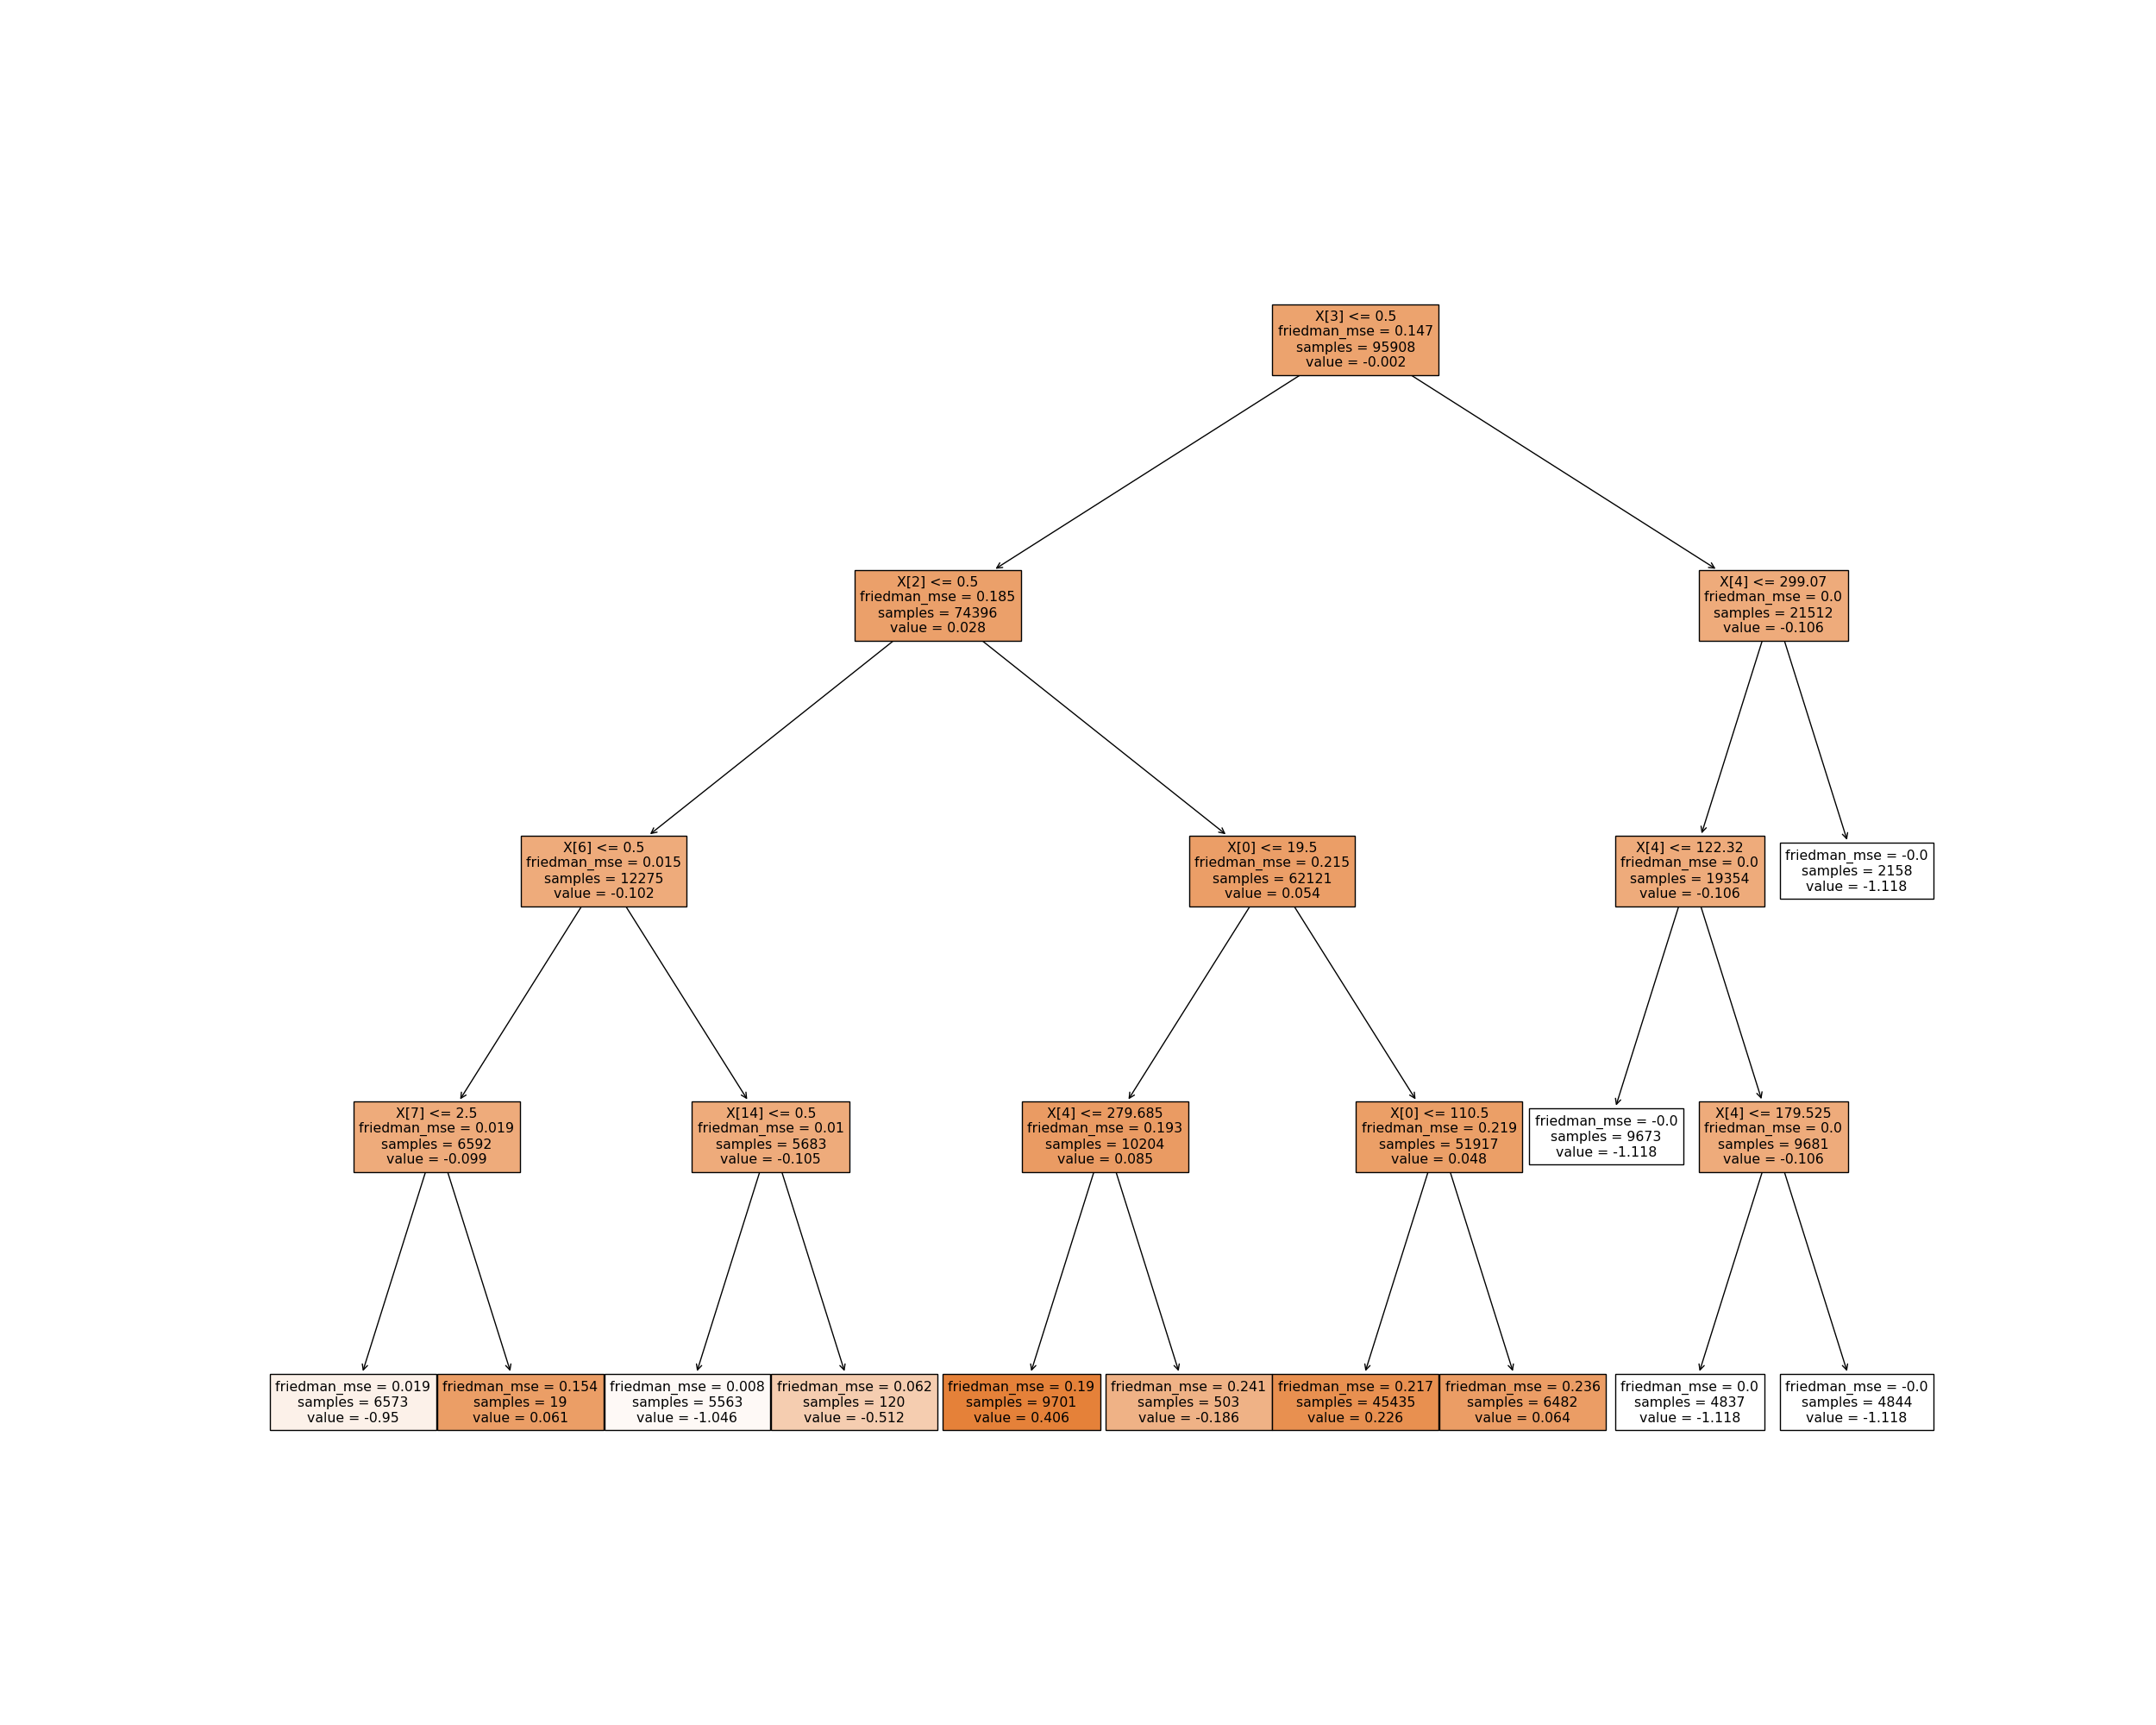 X[3] <= 0.5
friedman_mse = 0.147
samples = 95908
value = -0.002
X[2] <= 0.5
friedman_mse = 0.185
samples = 74396
value = 0.028
X[4] <= 299.07
friedman_mse = 0.0
samples = 21512
value = -0.106
X[6] <= 0.5
friedman_mse = 0.015
samples = 12275
value = -0.102
X[0] <= 19.5
friedman_mse = 0.215
samples = 62121
value = 0.054
X[4] <= 122.32
friedman_mse = 0.0
samples = 19354
value = -0.106
friedman_mse = -0.0
samples = 2158
value = -1.118
X[7] <= 2.5
friedman_mse = 0.019
samples = 6592
value = -0.099
X[14] <= 0.5
friedman_mse = 0.01
samples = 5683
value = -0.105
X[4] <= 279.685
friedman_mse = 0.193
samples = 10204
value = 0.085
X[0] <= 110.5
friedman_mse = 0.219
samples = 51917
value = 0.048
friedman_mse = -0.0
samples = 9673
value = -1.118
X[4] <= 179.525
friedman_mse = 0.0
samples = 9681
value = -0.106
friedman_mse = 0.019
samples = 6573
value = -0.95
friedman_mse = 0.154
samples = 19
value = 0.061
friedman_mse = 0.008
samples = 5563
value = -1.046
friedman_mse = 0.062
samples = 120
value = -0.512
friedman_mse = 0.19
samples = 9701
value = 0.406
friedman_mse = 0.241
samples = 503
value = -0.186
friedman_mse = 0.217
samples = 45435
value = 0.226
friedman_mse = 0.236
samples = 6482
value = 0.064
friedman_mse = 0.0
samples = 4837
value = -1.118
friedman_mse = -0.0
samples = 4844
value = -1.118